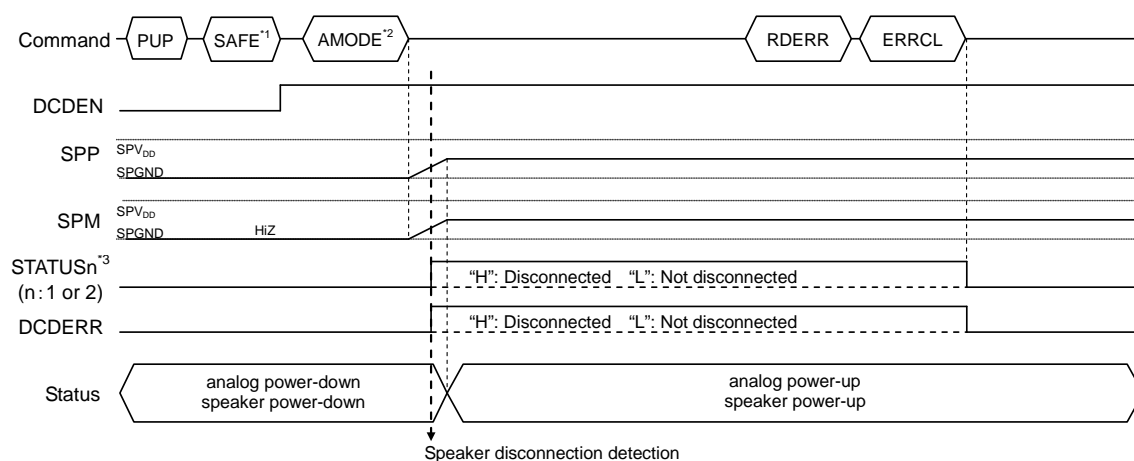 Command PUP SAFE*1 AMODE*2 RDERR ERRCL
DCDEN
SPP SPVDD
SPGND
SPM SPVDD
SPGND HiZ
STATUSn*3 "H": Disconnected "L": Not disconnected
(n:1 or 2)
DCDERR "H": Disconnected "L": Not disconnected
Status analog power-down analog power-up
speaker power-down speaker power-up
Speaker disconnection detection